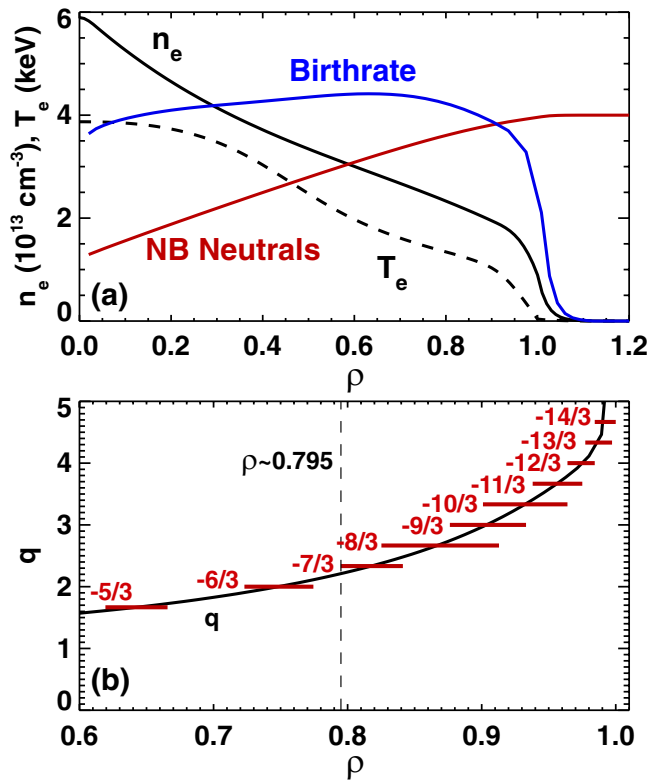 n_e (10^13 cm^-3), T_e (keV)
6
4
2
0
n_e
Birthrate
NB Neutrals
T_e
(a)
0.0 0.2 0.4 0.6 0.8 1.0 1.2
ρ
q
5
4
3
2
1
0
-14/3
-13/3
-12/3
-11/3
-10/3
-9/3
-8/3
-7/3
-6/3
-5/3
ρ~0.795
q
(b)
0.6 0.7 0.8 0.9 1.0
ρ